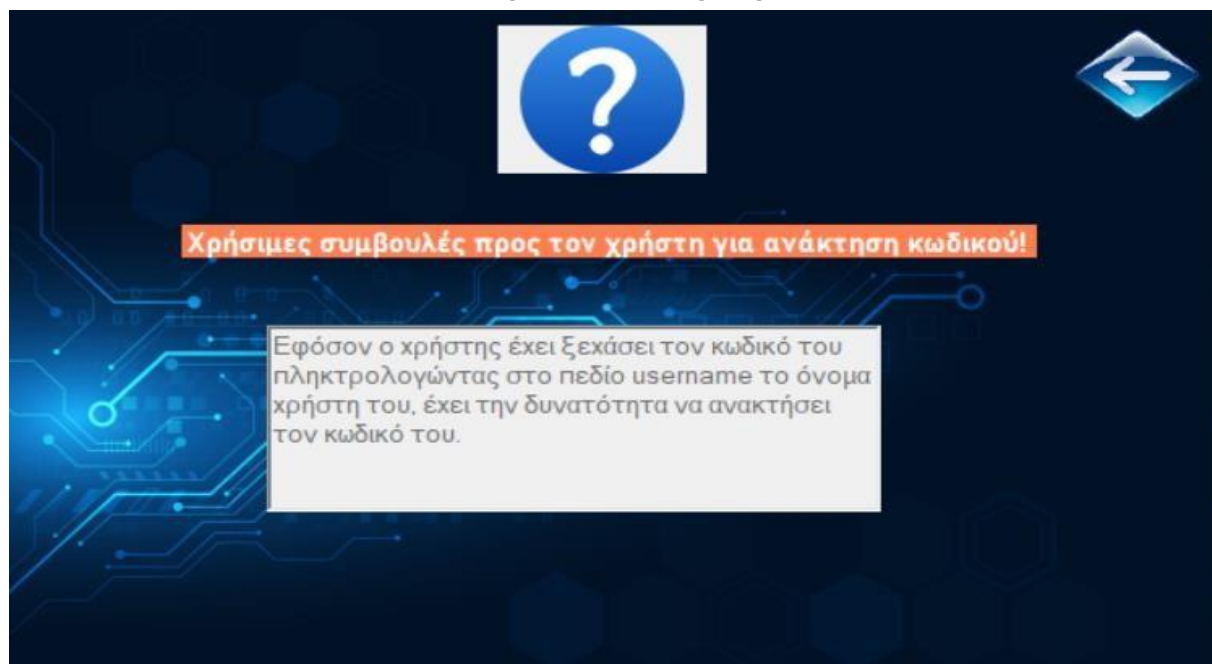 ?
Χρήσιμες συμβουλές προς τον χρήστη για ανάκτηση κωδικού!
Εφόσον ο χρήστης έχει ξεχάσει τον κωδικό του
πληκτρολογώντας στο πεδίο username το όνομα
χρήστη του, έχει την δυνατότητα να ανακτήσει
τον κωδικό του.